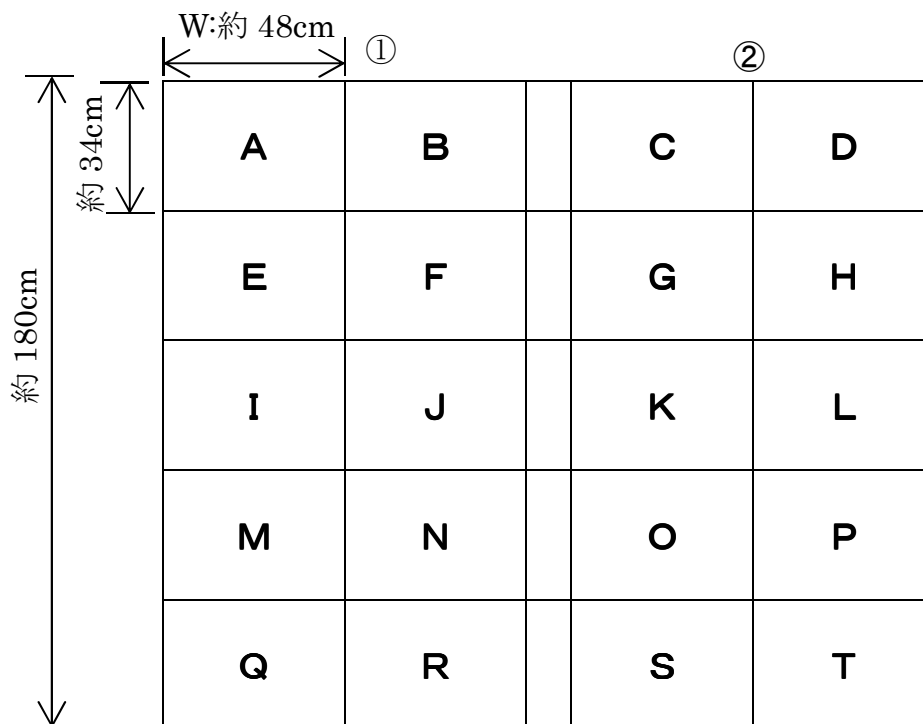 W:約 48cm
① ②
約 34cm
約 180cm
A B C D
E F G H
I J K L
M N O P
Q R S T